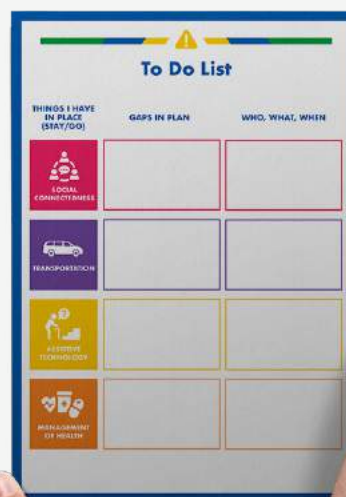 To Do List
THINGS I HAVE
IN PLACE
(STAY/GO)
GAPS IN PLAN
WHO, WHAT, WHEN
SOCIAL
CONNECTEDNESS
TRANSPORTATION
ASSISTIVE
TECHNOLOGY
MANAGEMENT
OF HEALTH